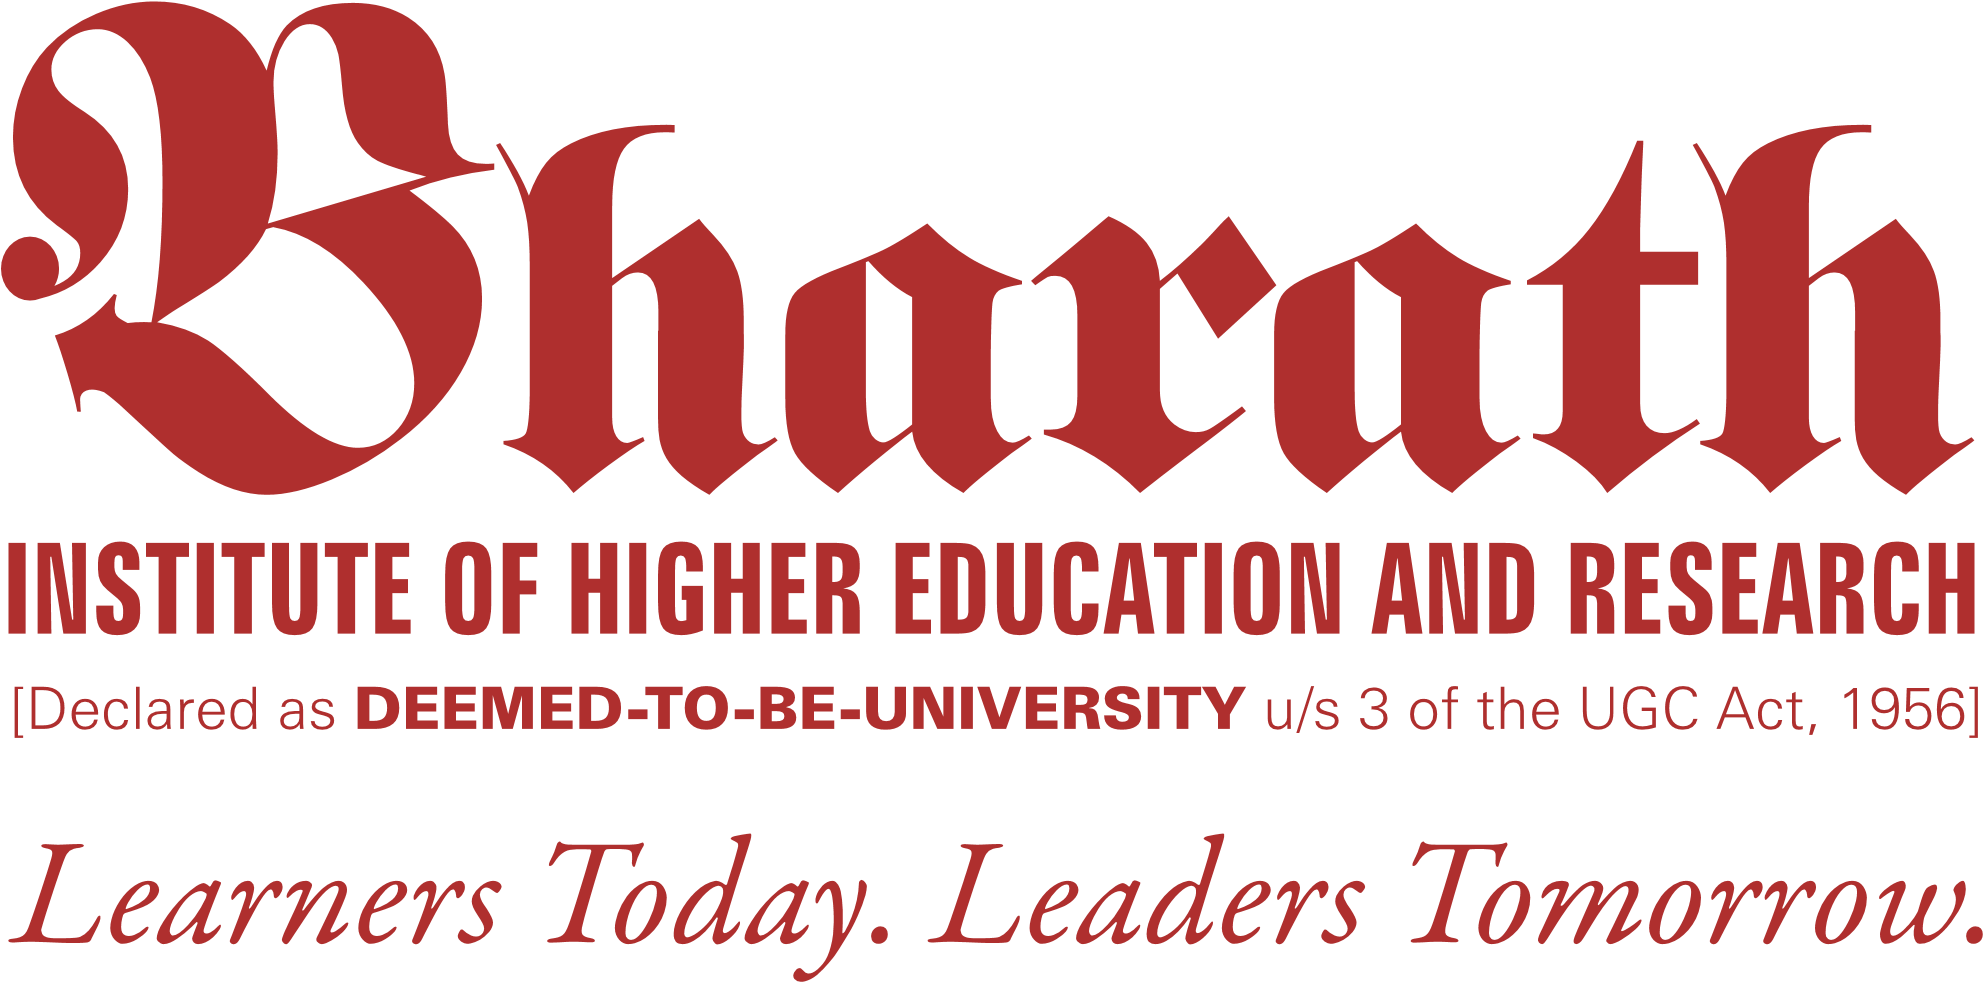 Bharath
INSTITUTE OF HIGHER EDUCATION AND RESEARCH
[Declared as DEEMED-TO-BE-UNIVERSITY u/s 3 of the UGC Act, 1956]
Learners Today. Leaders Tomorrow.